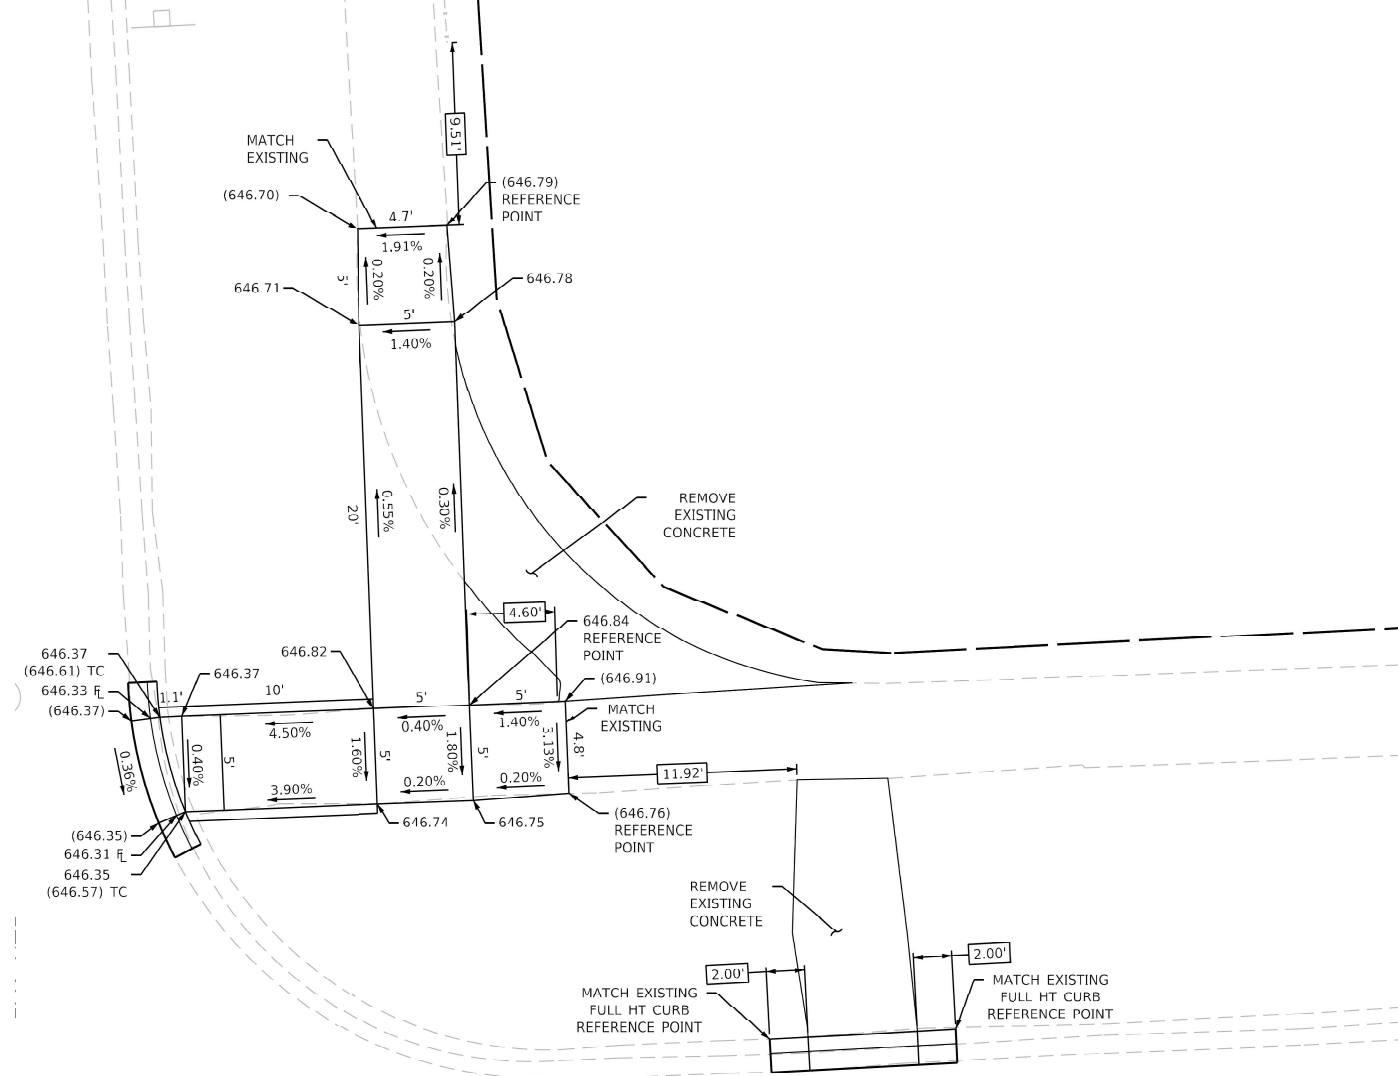 9.51'
MATCH
EXISTING
(646.79)
REFERENCE
POINT
(646.70)
4.7'
1.91%
0.20%
0.20%
5'
646.71
646.78
5'
1.40%
REMOVE
EXISTING
CONCRETE
20'
0.55%
0.30%
4.60'
646.84
REFERENCE
POINT
646.82
646.37
(646.61) TC
646.33 FL
(646.37)
646.37
(646.91)
MATCH
EXISTING
1.1'
10'
5'
5'
4.50%
0.40%
1.40%
0.36%
0.40%
5'
1.60%
5'
1.80%
5'
3.13%
4.8'
11.92'
3.90%
0.20%
0.20%
(646.35)
646.31 FL
646.35
(646.57) TC
646.74
646.75
(646.76)
REFERENCE
POINT
REMOVE
EXISTING
CONCRETE
2.00'
2.00'
MATCH EXISTING
FULL HT CURB
REFERENCE POINT
MATCH EXISTING
FULL HT CURB
REFERENCE POINT